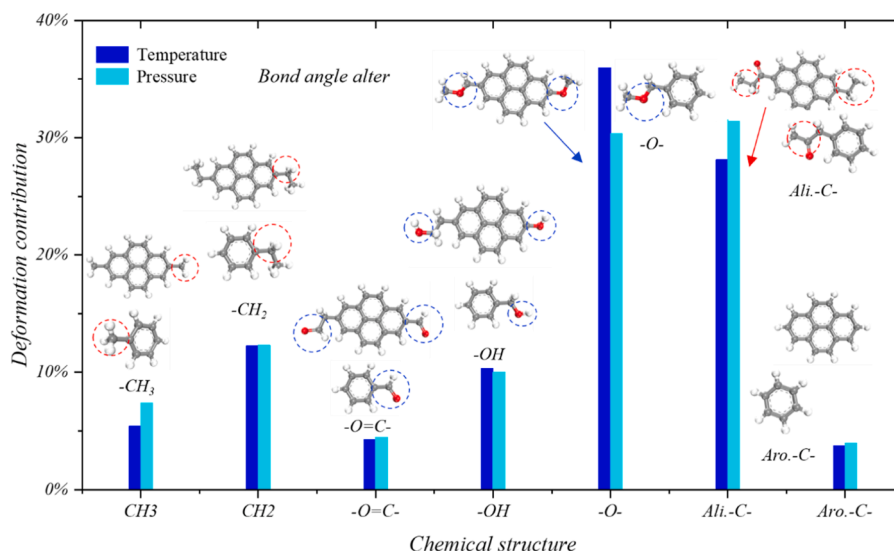 40%
Temperature
Pressure
Bond angle alter
30%
20%
10%
0%
Deformation contribution
-CH3
-CH2
-O=C-
-OH
-O-
Ali.-C-
Aro.-C-
CH3
CH2
-O=C-
-OH
-O-
Ali.-C-
Aro.-C-
Chemical structure